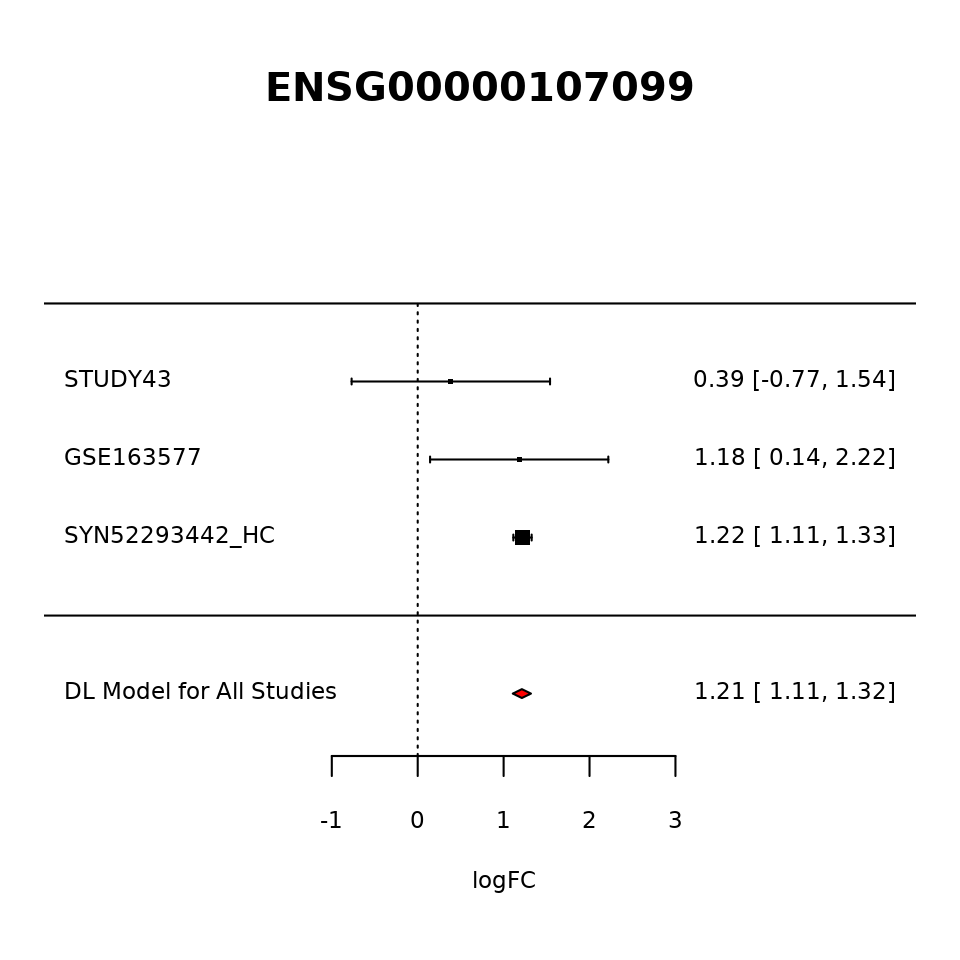 ENSG00000107099
STUDY43 0.39 [-0.77, 1.54]
GSE163577 1.18 [ 0.14, 2.22]
SYN52293442_HC 1.22 [ 1.11, 1.33]
DL Model for All Studies 1.21 [ 1.11, 1.32]
-1 0 1 2 3
logFC